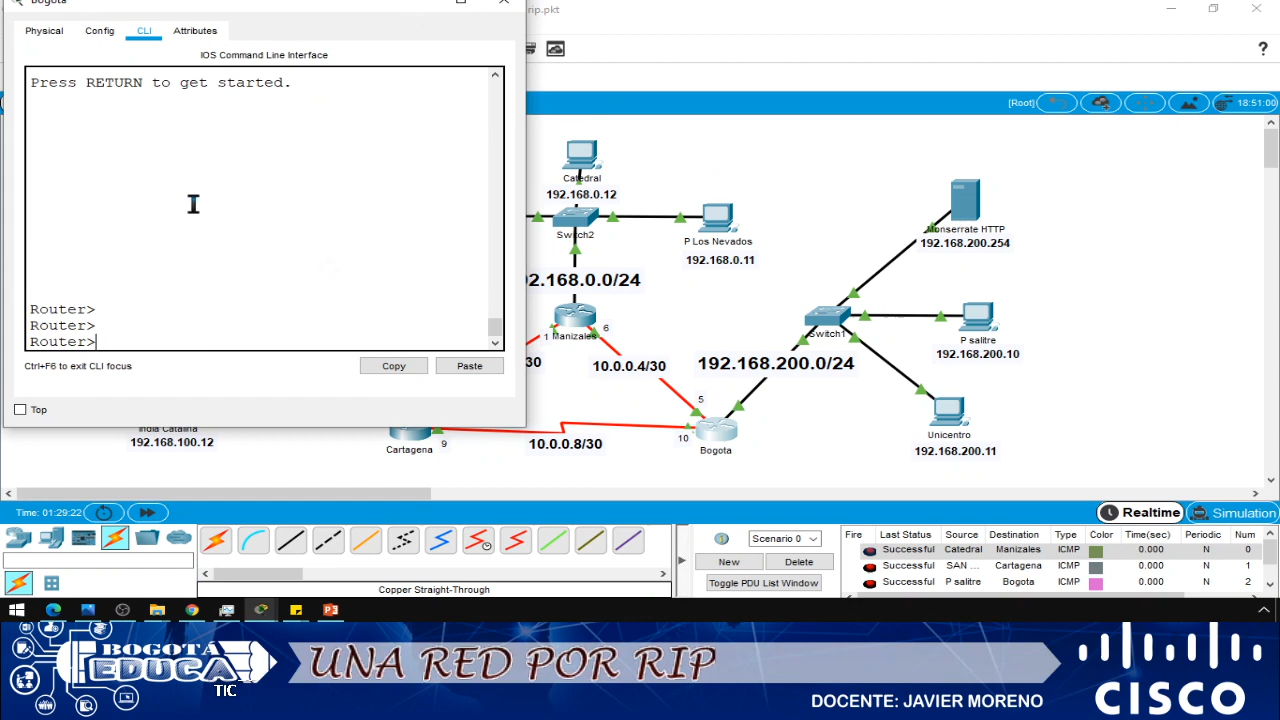 Bogota
rip.pkt
Physical
Config
CLI
Attributes
IOS Command Line Interface
Press RETURN to get started.
Router>
Router>
Router>
Ctrl+F6 to exit CLI focus
Copy
Paste
Top
?
[Root]
18:51:00
Catedral
192.168.0.12
Switch2
P Los Nevados
192.168.0.11
Monserrate HTTP
192.168.200.254
2.168.0.0/24
1
Manizales
6
Switch1
P salitre
192.168.200.10
30
10.0.0.4/30
192.168.200.0/24
5
Unicentro
192.168.200.11
India Catalina
192.168.100.12
9
10
Cartagena
10.0.0.8/30
Bogota
Time: 01:29:22
Realtime
Simulation
Scenario 0
New
Delete
Toggle PDU List Window
Copper Straight-Through
Fire Last Status Source Destination Type Color Time(sec) Periodic Num
Successful Catedral Manizales ICMP 0.000 N 0
Successful SAN ... Cartagena ICMP 0.000 N 1
Successful P salitre Bogota ICMP 0.000 N 2
BOGOTA
EDUCA
TIC
UNA RED POR RIP
DOCENTE: JAVIER MORENO
CISCO